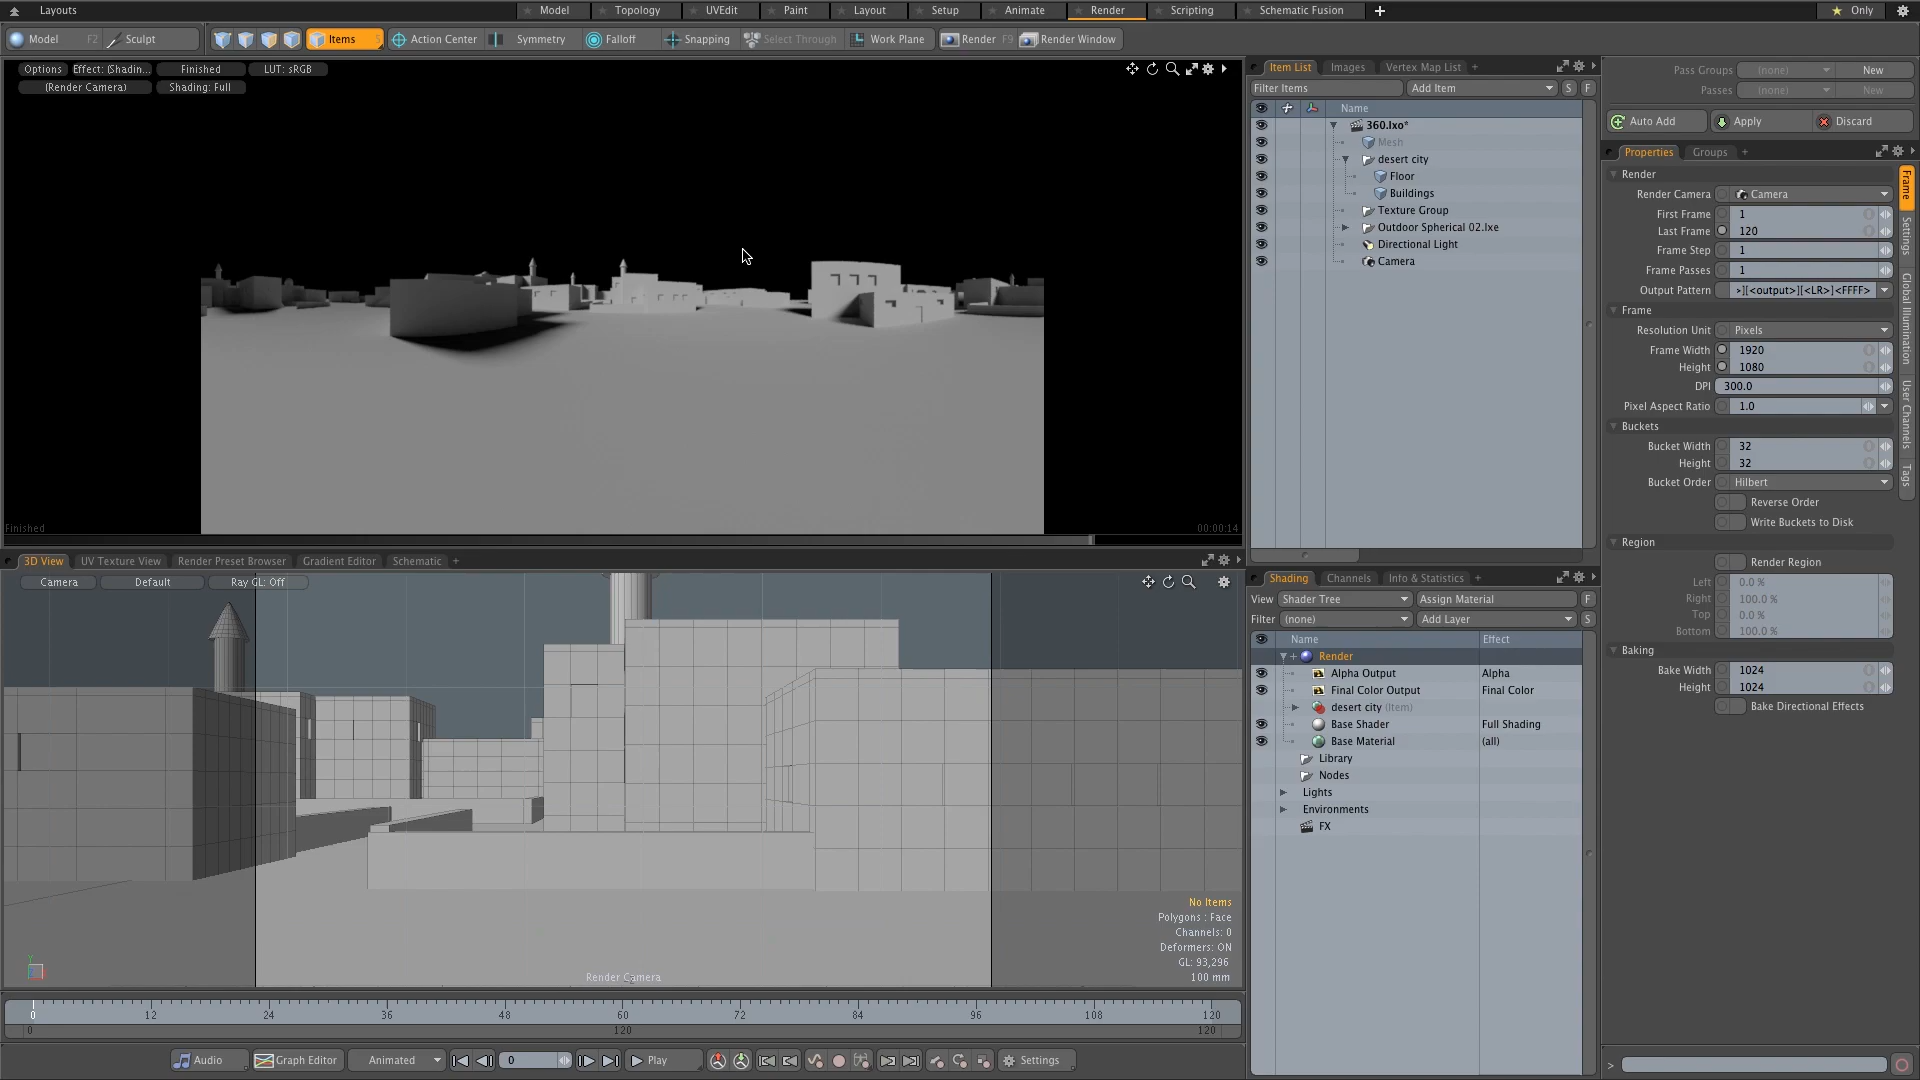 Layouts
Model Topology UVEdit Paint Layout Setup Animate Render Scripting Schematic Fusion + Only
Model F2 Sculpt Items 5 Action Center Symmetry Falloff Snapping Select Through Work Plane Render F9 Render Window
Options Effect: (Shadin... Finished LUT: sRGB
(Render Camera) Shading: Full
Finished 00:00:14
3D View UV Texture View Render Preset Browser Gradient Editor Schematic +
Camera Default Ray GL: Off
No Items
Polygons : Face
Channels: 0
Deformers: ON
GL: 93,296
100 mm
Render Camera
Y
0 12 24 36 48 60 72 84 96 108 120
0 120 120
Audio Graph Editor Animated 0 Play Settings
Item List Images Vertex Map List +
Filter Items Add Item S F
Name
360.lxo*
Mesh
desert city
Floor
Buildings
Texture Group
Outdoor Spherical 02.lxe
Directional Light
Camera
Shading Channels Info & Statistics +
View Shader Tree Assign Material F
Filter (none) Add Layer S
Name Effect
Render
Alpha Output Alpha
Final Color Output Final Color
desert city (Item)
Base Shader Full Shading
Base Material (all)
Library
Nodes
Lights
Environments
FX
Pass Groups (none) New
Passes (none) New
Auto Add Apply Discard
Properties Groups +
Render
Render Camera Camera
First Frame 1
Last Frame 120
Frame Step 1
Frame Passes 1
Output Pattern >][<output>][<LR>]<FFFF>
Frame
Resolution Unit Pixels
Frame Width 1920
Height 1080
DPI 300.0
Pixel Aspect Ratio 1.0
Buckets
Bucket Width 32
Height 32
Bucket Order Hilbert
Reverse Order
Write Buckets to Disk
Region
Render Region
Left 0.0 %
Right 100.0 %
Top 0.0 %
Bottom 100.0 %
Baking
Bake Width 1024
Height 1024
Bake Directional Effects
Frame
Settings
Global Illumination
User Channels
Tags
>